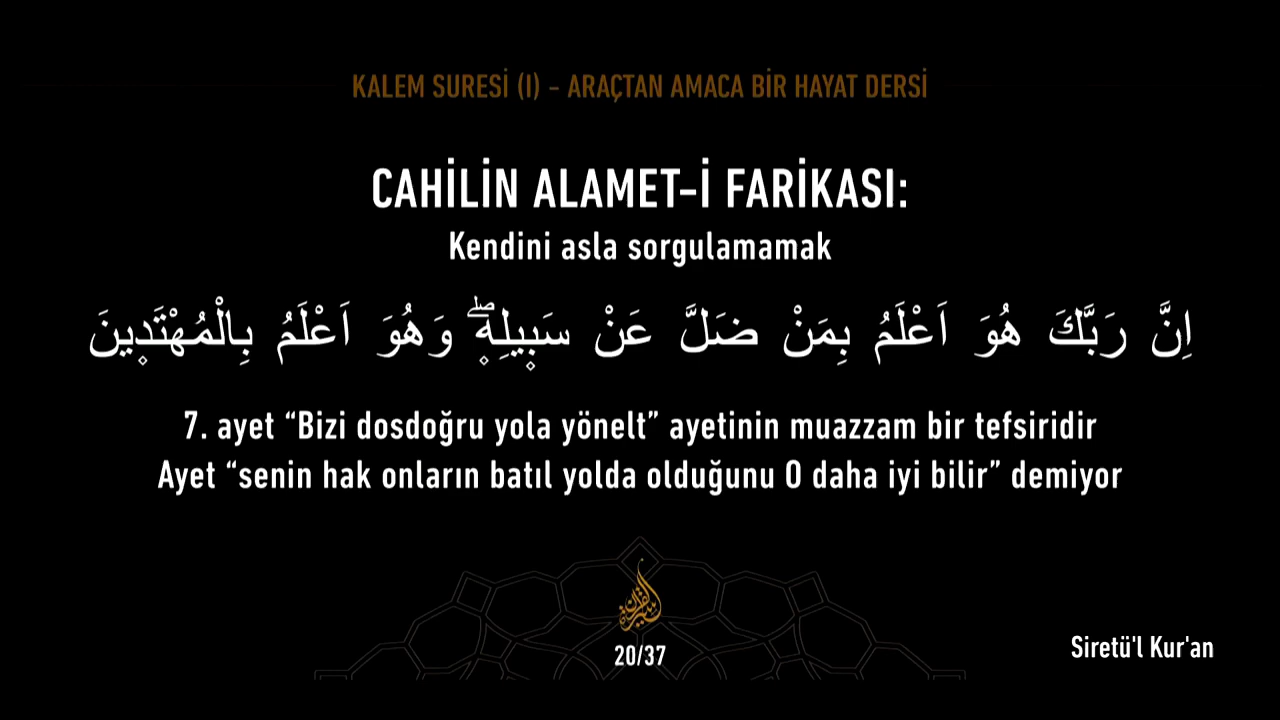 KALEM SURESİ (I) - ARAÇTAN AMACA BİR HAYAT DERSİ
CAHİLİN ALAMET-İ FARİKASI:
Kendini asla sorgulamamak
اِنَّ رَبَّكَ هُوَ اَعْلَمُ بِمَنْ ضَلَّ عَنْ سَب۪يلِه۪ۖ وَهُوَ اَعْلَمُ بِالْمُهْتَد۪ينَ
7. ayet “Bizi dosdoğru yola yönelt” ayetinin muazzam bir tefsiridir
Ayet “senin hak onların batıl yolda olduğunu O daha iyi bilir” demiyor
20/37
Siretü'l Kur'an